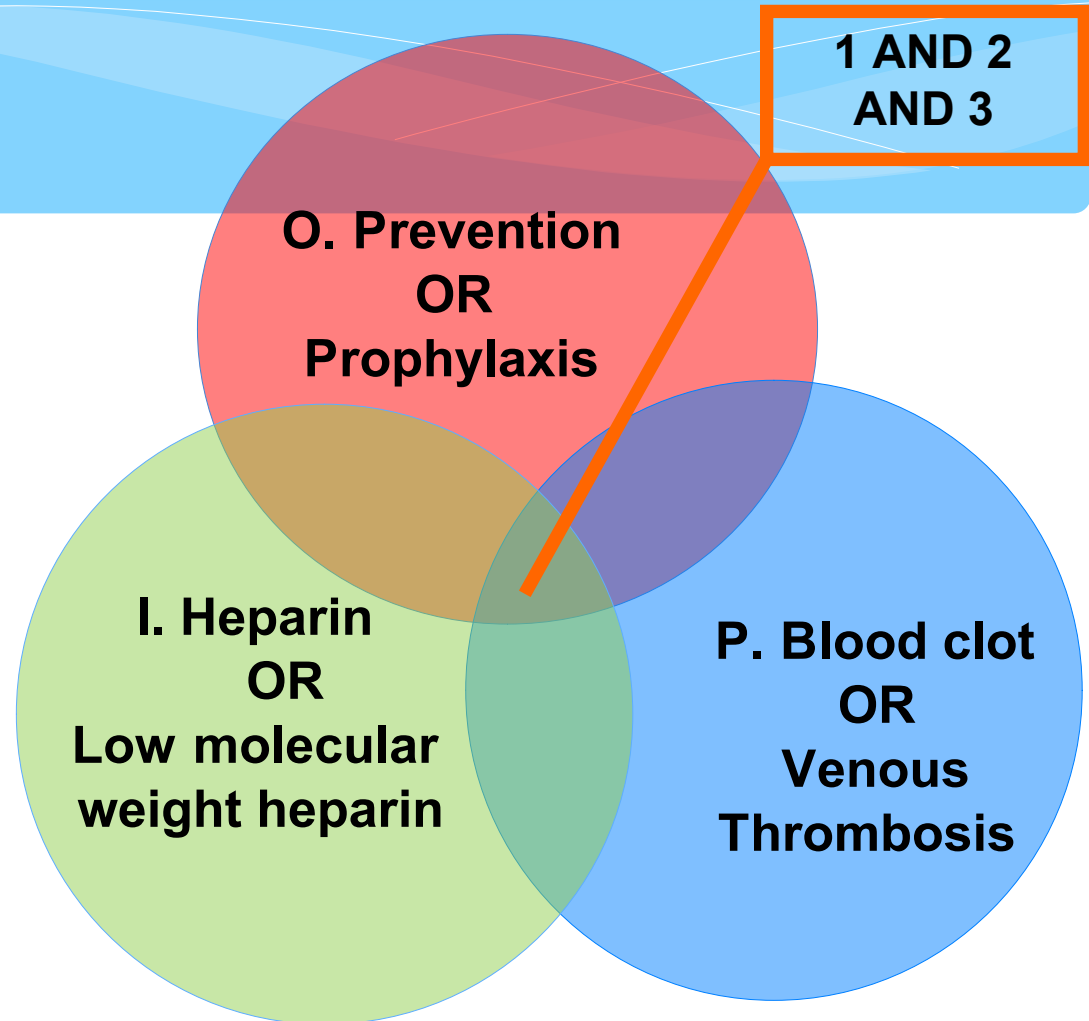 1 AND 2
AND 3
O. Prevention
OR
Prophylaxis
I. Heparin
OR
Low molecular
weight heparin
P. Blood clot
OR
Venous
Thrombosis